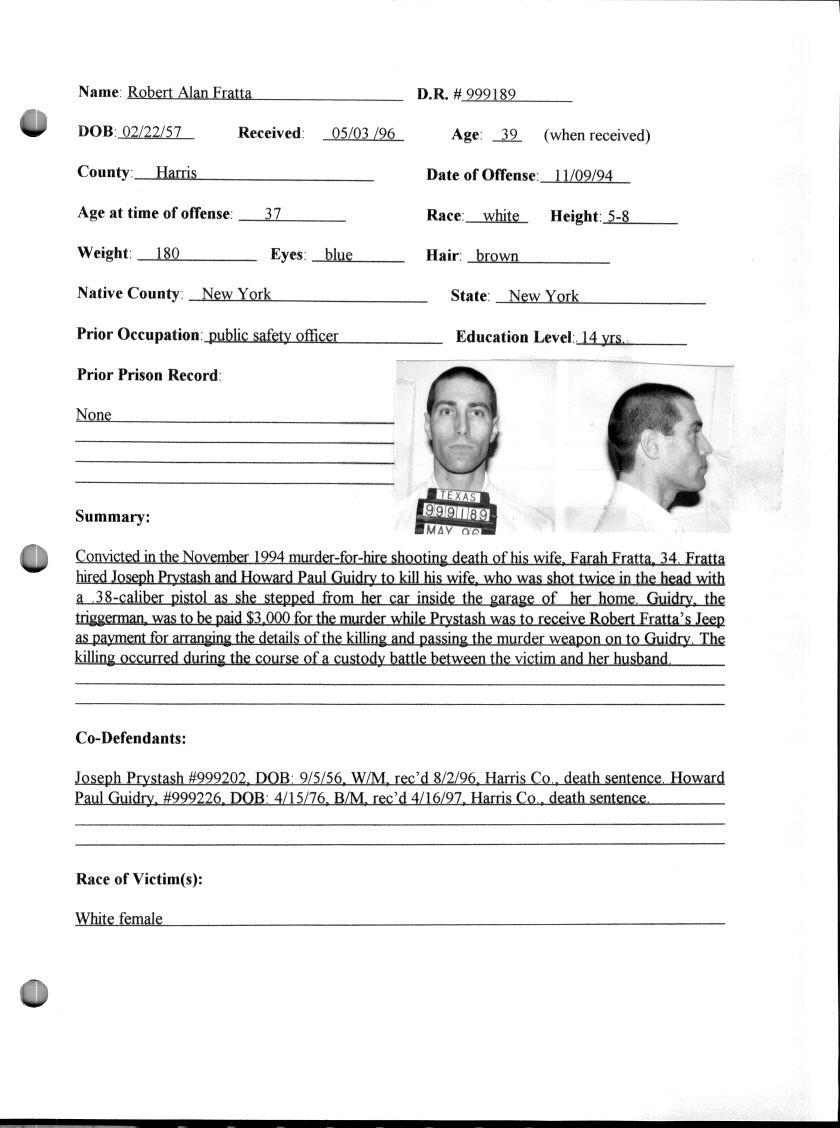 Name: Robert Alan Fratta D.R. # 999189
DOB: 02/22/57 Received: 05/03 /96 Age: 39 (when received)
County: Harris Date of Offense: 11/09/94
Age at time of offense: 37 Race: white Height: 5-8
Weight: 180 Eyes: blue Hair: brown
Native County: New York State: New York
Prior Occupation: public safety officer Education Level: 14 yrs.
Prior Prison Record:
None
TEXAS
999189
MAY 96
Summary:
Convicted in the November 1994 murder-for-hire shooting death of his wife, Farah Fratta, 34. Fratta
hired Joseph Prystash and Howard Paul Guidry to kill his wife, who was shot twice in the head with
a .38-caliber pistol as she stepped from her car inside the garage of her home. Guidry, the
triggerman, was to be paid $3,000 for the murder while Prystash was to receive Robert Fratta's Jeep
as payment for arranging the details of the killing and passing the murder weapon on to Guidry. The
killing occurred during the course of a custody battle between the victim and her husband.
Co-Defendants:
Joseph Prystash #999202, DOB: 9/5/56, W/M, rec'd 8/2/96, Harris Co., death sentence. Howard
Paul Guidry, #999226, DOB: 4/15/76, B/M, rec'd 4/16/97, Harris Co., death sentence.
Race of Victim(s):
White female